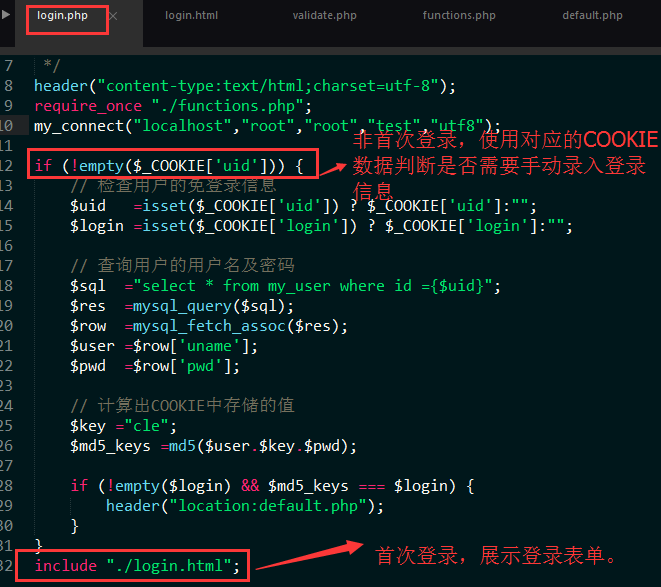 login.php
login.html
validate.php
functions.php
default.php
7 */
8 header("content-type:text/html;charset=utf-8");
9 require_once "./functions.php";
10 my_connect("localhost","root","root","test","utf8");
11
12 if (!empty($_COOKIE['uid'])) {
非首次登录，使用对应的COOKIE
数据判断是否需要手动录入登录
信息
13 // 检查用户的免登录信息
14 $uid =isset($_COOKIE['uid']) ? $_COOKIE['uid']:"";
15 $login =isset($_COOKIE['login']) ? $_COOKIE['login']:"";
16
17 // 查询用户的用户名及密码
18 $sql ="select * from my_user where id ={$uid}";
19 $res =mysql_query($sql);
20 $row =mysql_fetch_assoc($res);
21 $user =$row['uname'];
22 $pwd =$row['pwd'];
23
24 // 计算出COOKIE中存储的值
25 $key ="cle";
26 $md5_keys =md5($user.$key.$pwd);
27
28 if (!empty($login) && $md5_keys === $login) {
29 header("location:default.php");
30 }
31 }
32 include "./login.html";
首次登录，展示登录表单。